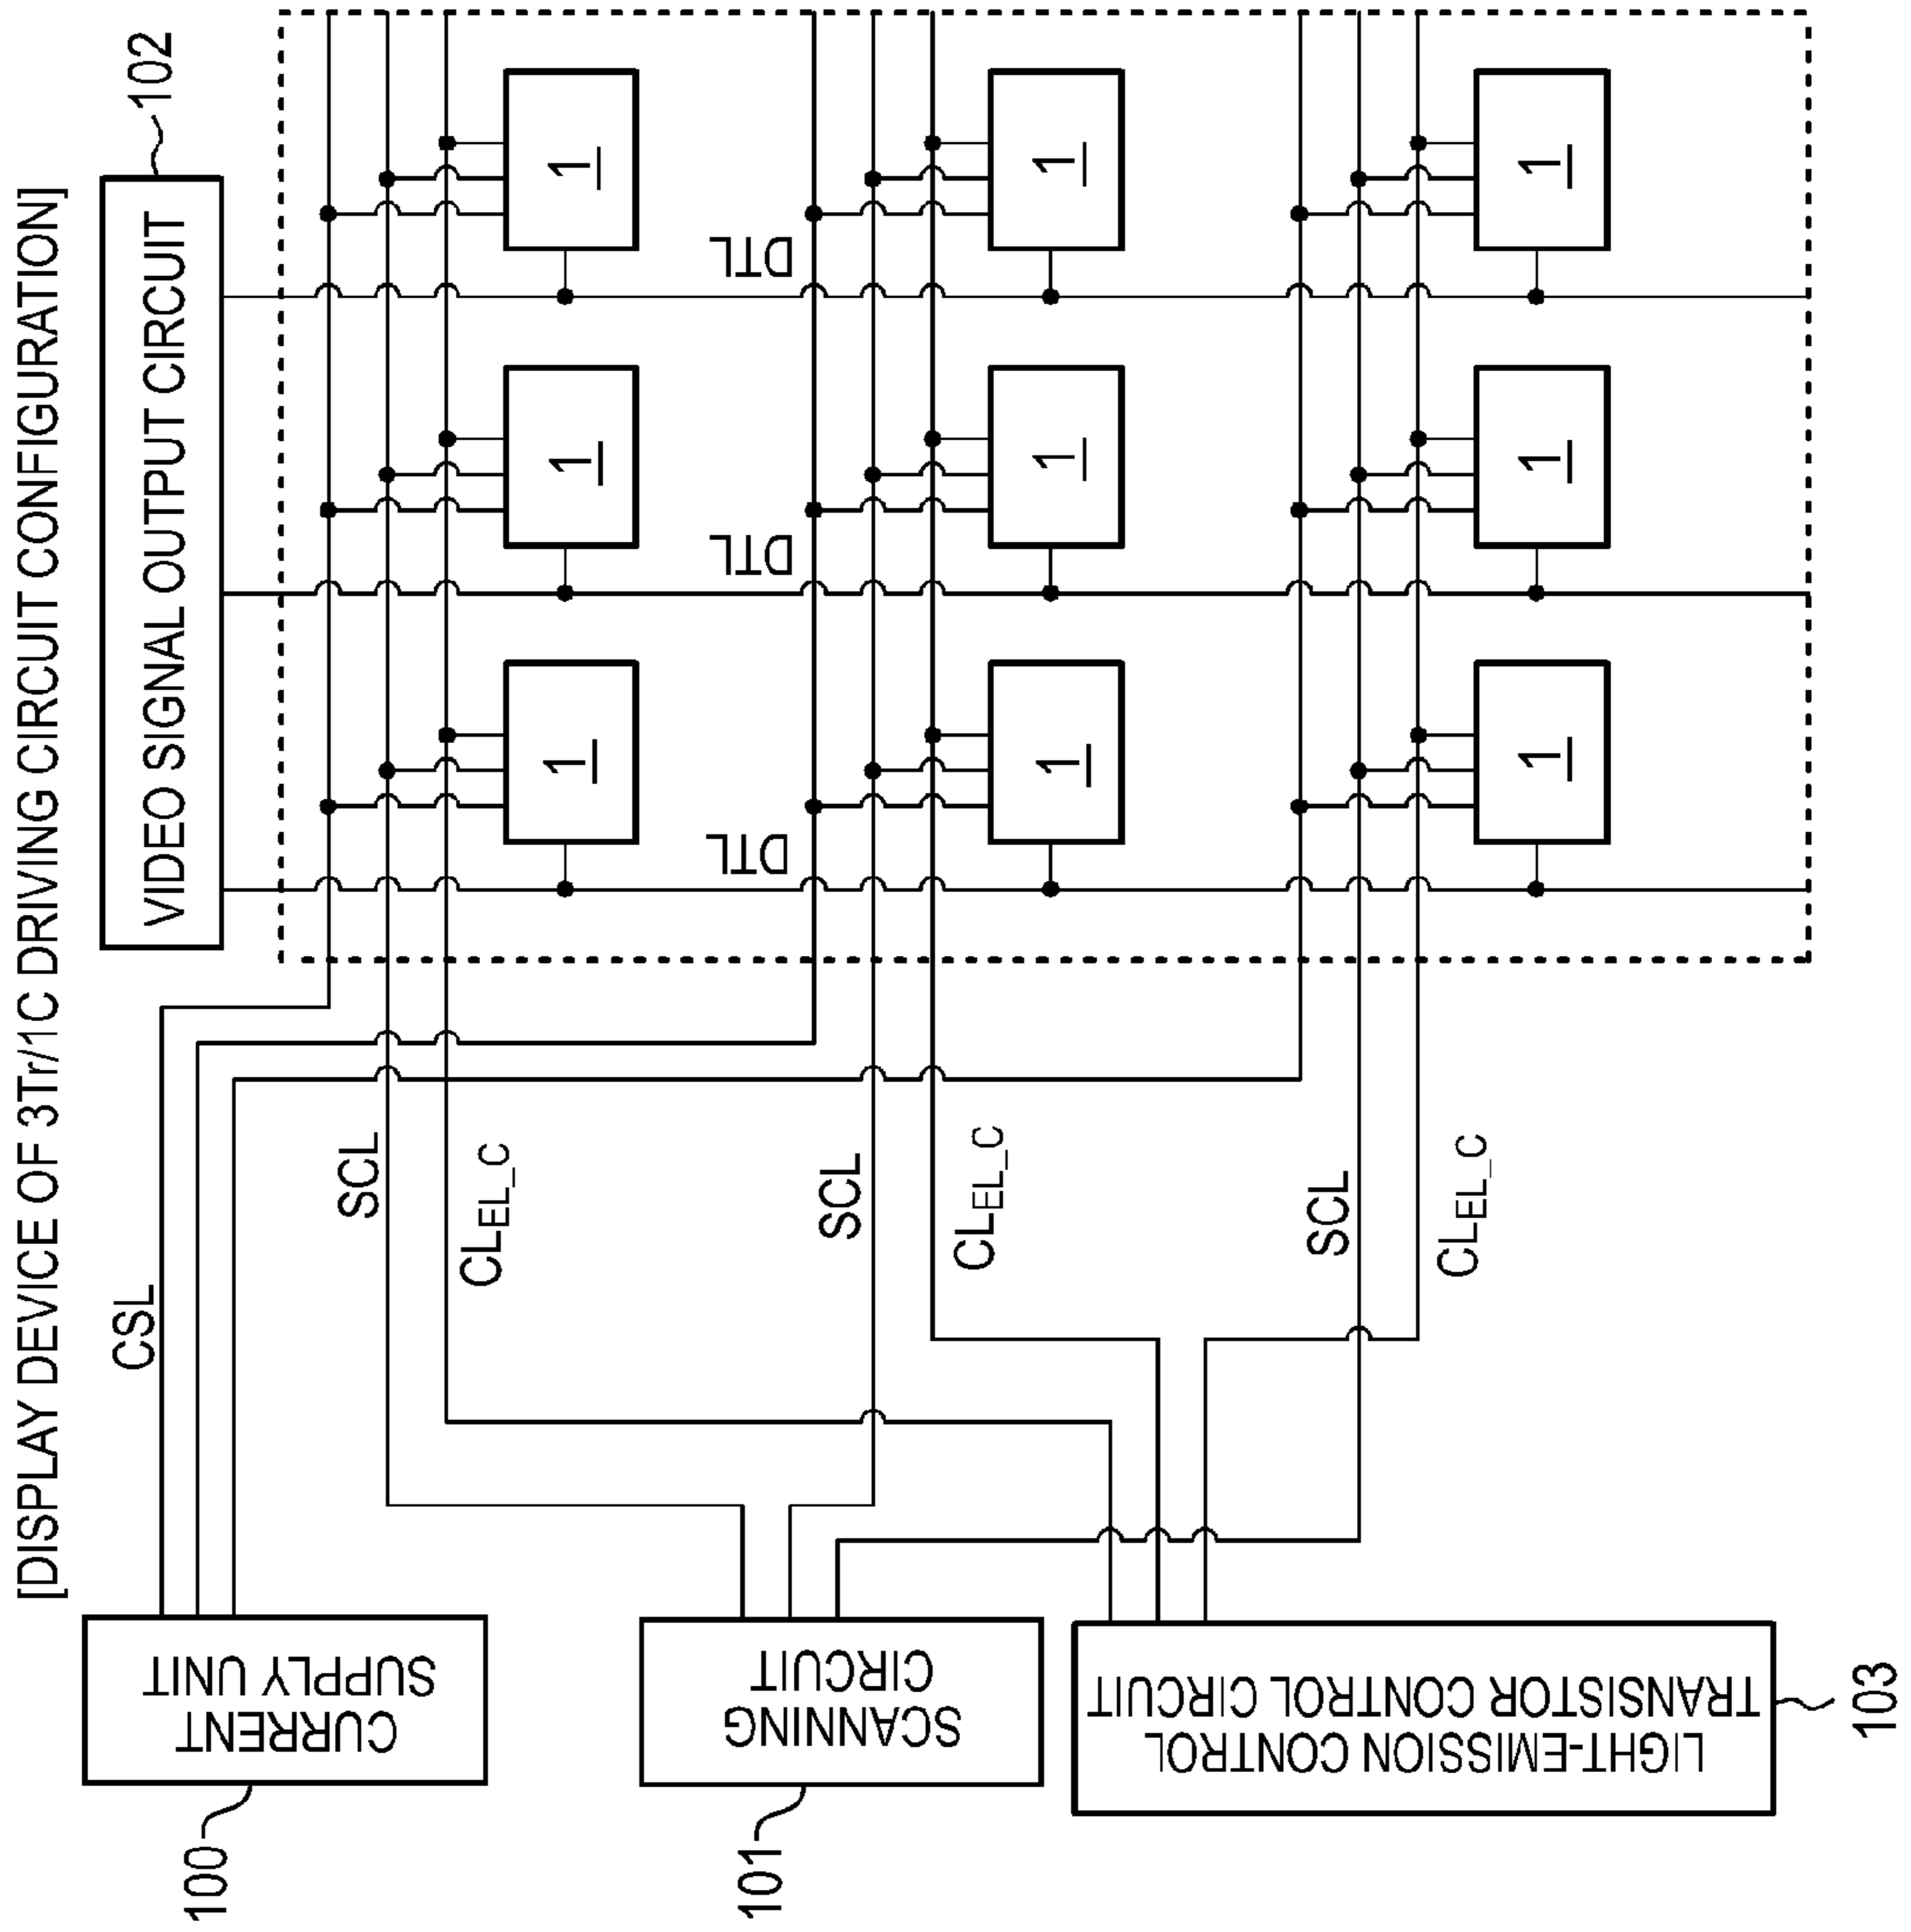 [DISPLAY DEVICE OF 3Tr/1C DRIVING CIRCUIT CONFIGURATION]
VIDEO SIGNAL OUTPUT CIRCUIT
102
CSL
SCL
CLEL_C
SCL
CLEL_C
SCL
CLEL_C
DTL
DTL
DTL
1
1
1
1
1
1
1
1
1
CURRENT
SUPPLY UNIT
100
SCANNING
CIRCUIT
101
LIGHT-EMISSION CONTROL
TRANSISTOR CONTROL CIRCUIT
103